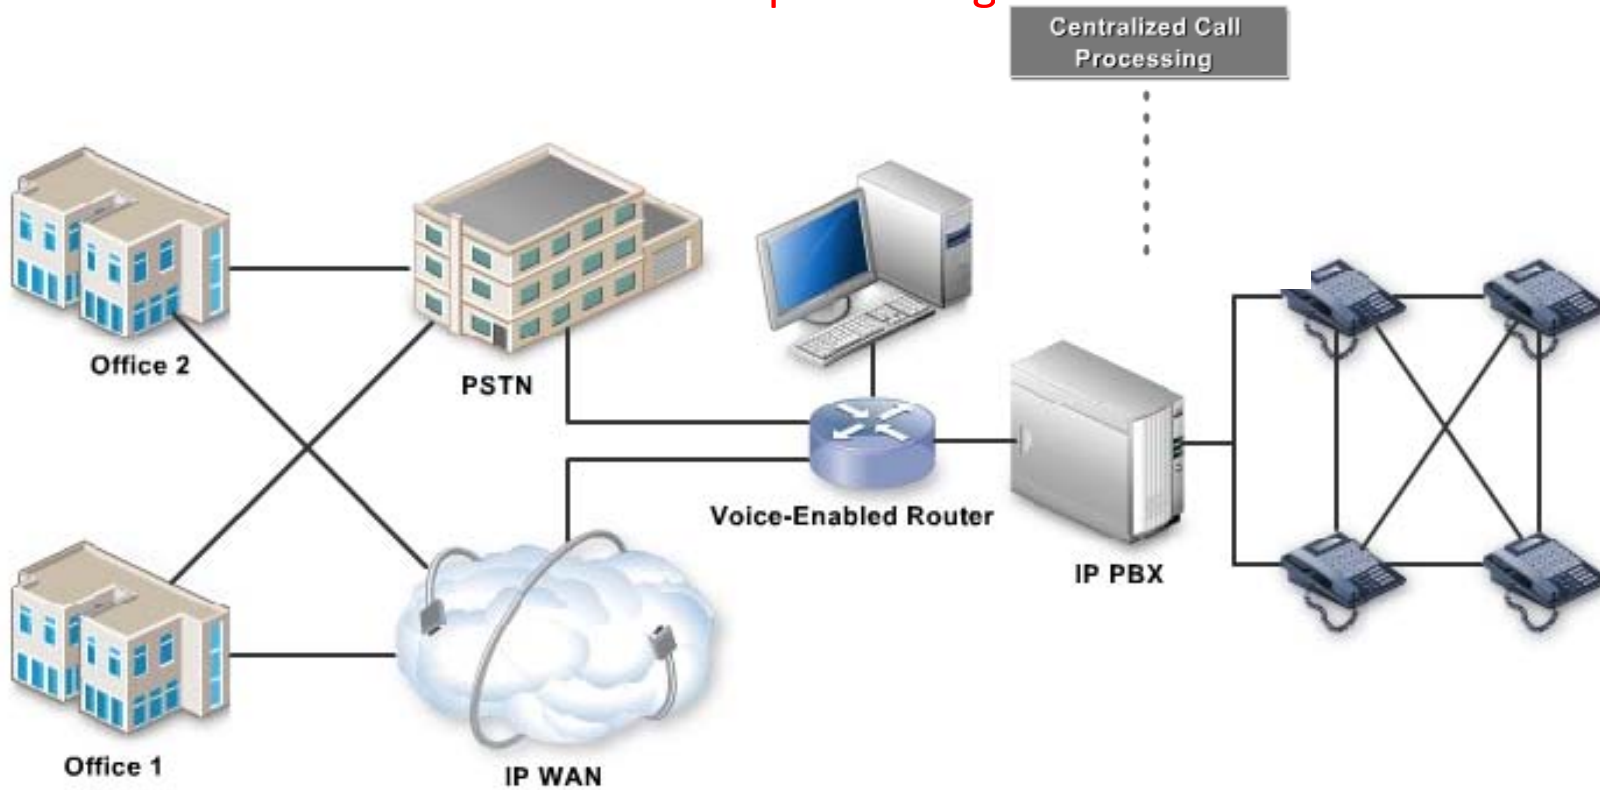 Centralized Call
Processing
Office 2
PSTN
Voice-Enabled Router
IP PBX
Office 1
IP WAN